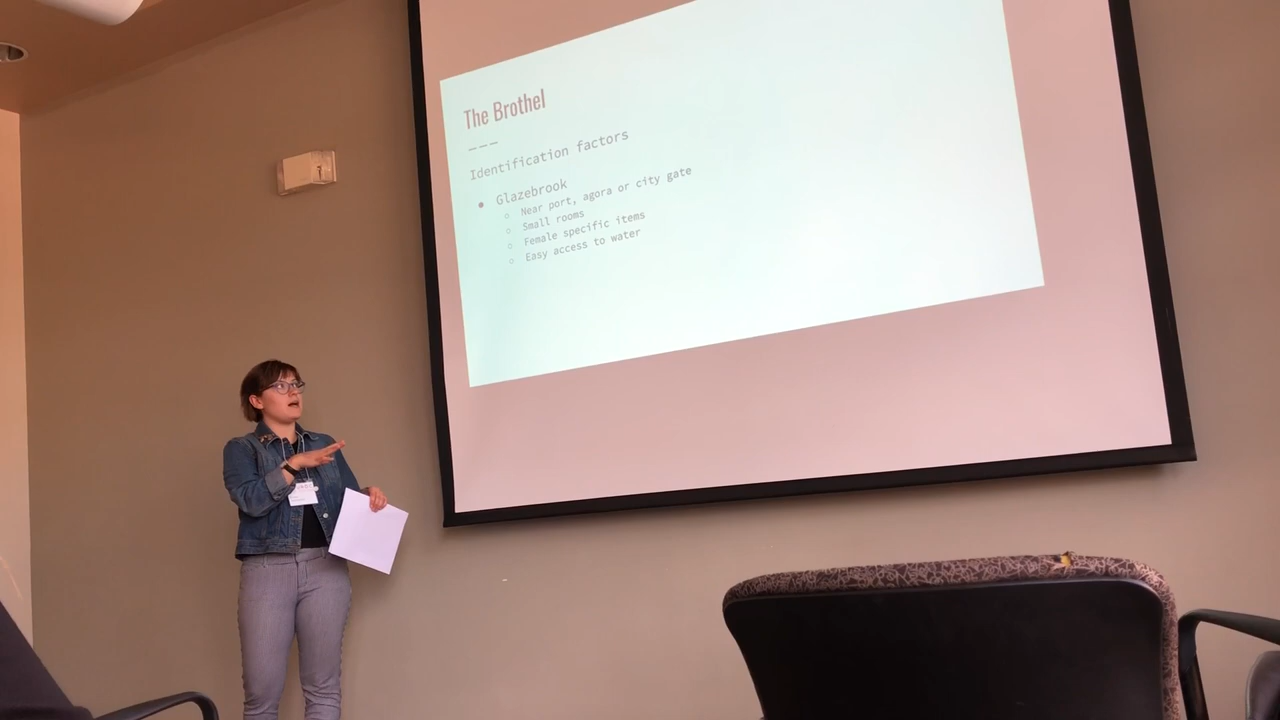 The Brothel
Identification factors
● Glazebrook
○ Near port, agora or city gate
○ Small rooms
○ Female specific items
○ Easy access to water